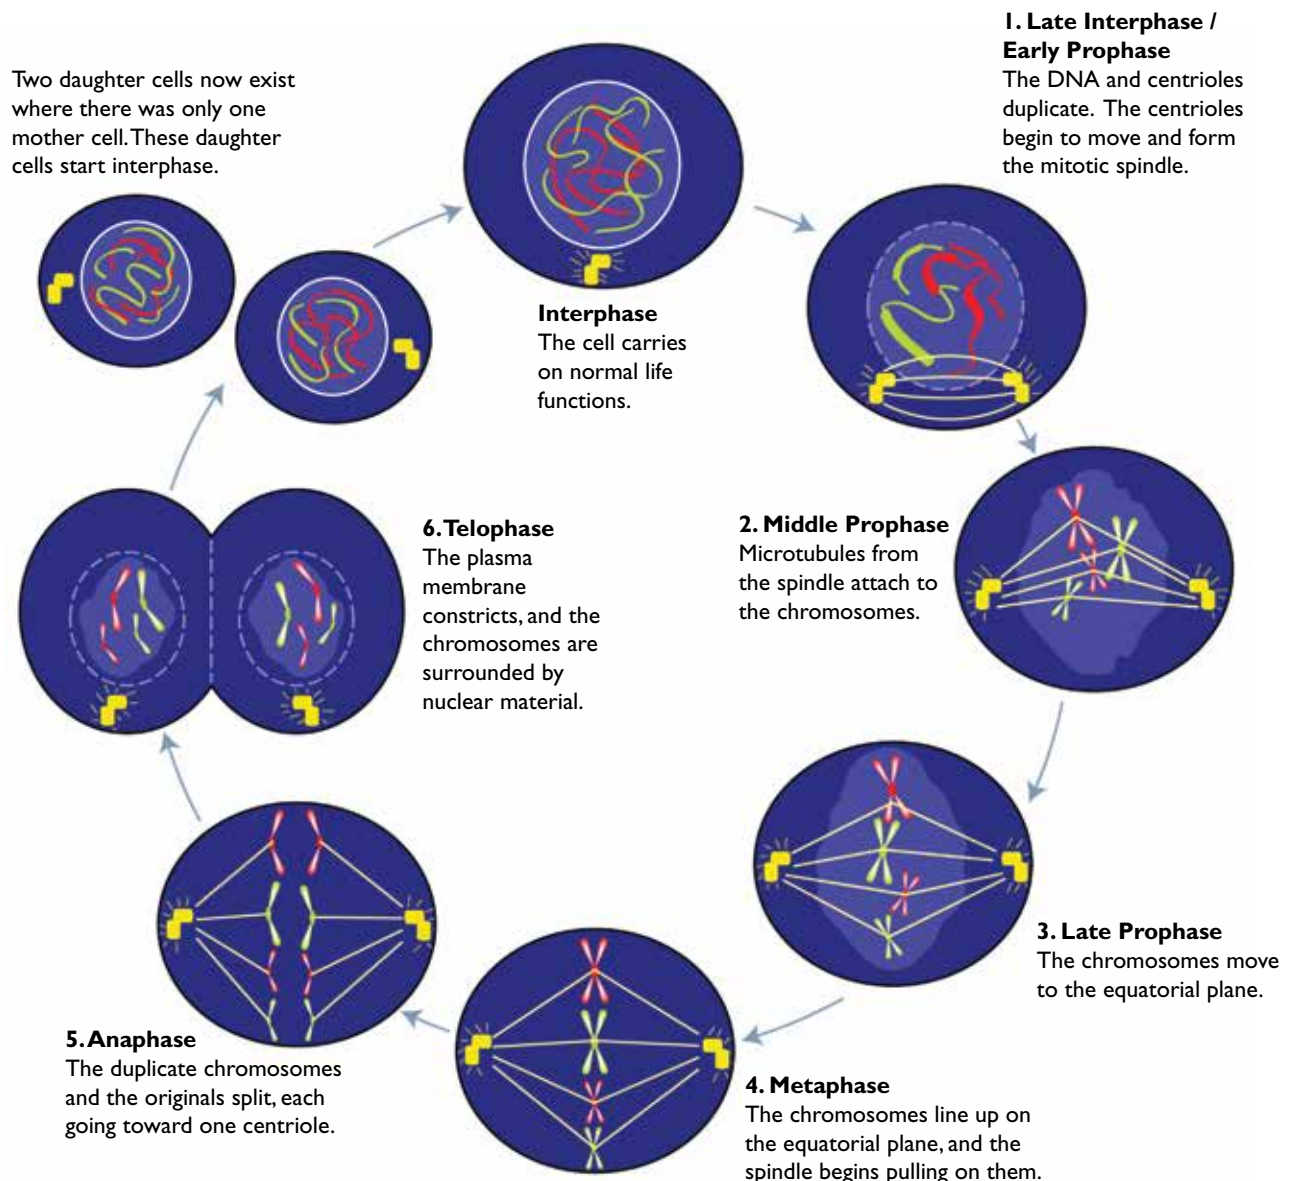 Two daughter cells now exist
where there was only one
mother cell. These daughter
cells start interphase.
Interphase
The cell carries
on normal life
functions.
1. Late Interphase /
Early Prophase
The DNA and centrioles
duplicate. The centrioles
begin to move and form
the mitotic spindle.
2. Middle Prophase
Microtubules from
the spindle attach to
the chromosomes.
3. Late Prophase
The chromosomes move
to the equatorial plane.
4. Metaphase
The chromosomes line up on
the equatorial plane, and the
spindle begins pulling on them.
5. Anaphase
The duplicate chromosomes
and the originals split, each
going toward one centriole.
6. Telophase
The plasma
membrane
constricts, and the
chromosomes are
surrounded by
nuclear material.